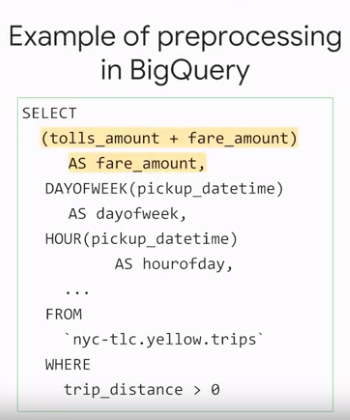 Example of preprocessing
in BigQuery
SELECT
(tolls_amount + fare_amount)
AS fare_amount,
DAYOFWEEK(pickup_datetime)
AS dayofweek,
HOUR(pickup_datetime)
AS hourofday,
...
FROM
`nyc-tlc.yellow.trips`
WHERE
trip_distance > 0